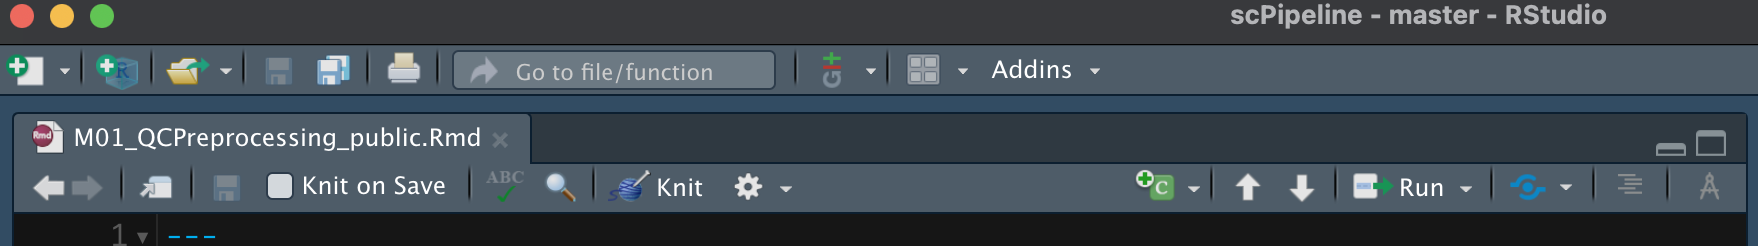 scPipeline - master - RStudio
Go to file/function
Addins
M01_QCPreprocessing_public.Rmd
Knit on Save
ABC
Knit
C
Run
1
---